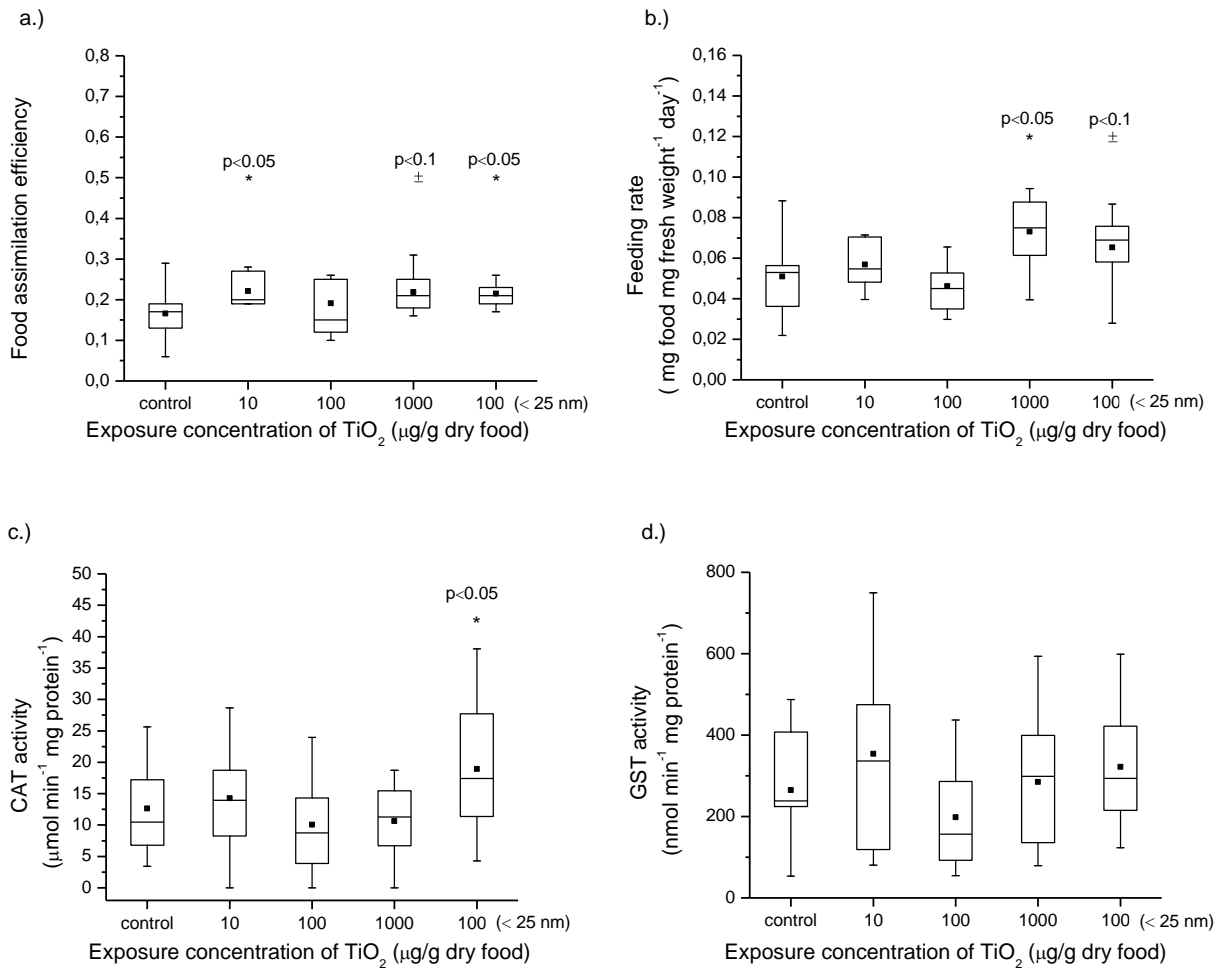 a.)
Food assimilation efficiency
0,8
0,7
0,6
0,5
0,4
0,3
0,2
0,1
0,0
p<0.05
*
p<0.1
±
p<0.05
*
control 10 100 1000 100 (< 25 nm)
Exposure concentration of TiO₂ (μg/g dry food)
b.)
Feeding rate
( mg food mg fresh weight⁻¹ day⁻¹)
0,16
0,14
0,12
0,10
0,08
0,06
0,04
0,02
0,00
p<0.05
*
p<0.1
±
control 10 100 1000 100 (< 25 nm)
Exposure concentration of TiO₂ (μg/g dry food)
c.)
CAT activity
(μmol min⁻¹ mg protein⁻¹)
50
45
40
35
30
25
20
15
10
5
0
p<0.05
*
control 10 100 1000 100 (< 25 nm)
Exposure concentration of TiO₂ (μg/g dry food)
d.)
GST activity
(nmol min⁻¹ mg protein⁻¹)
800
600
400
200
0
control 10 100 1000 100 (< 25 nm)
Exposure concentration of TiO₂ (μg/g dry food)